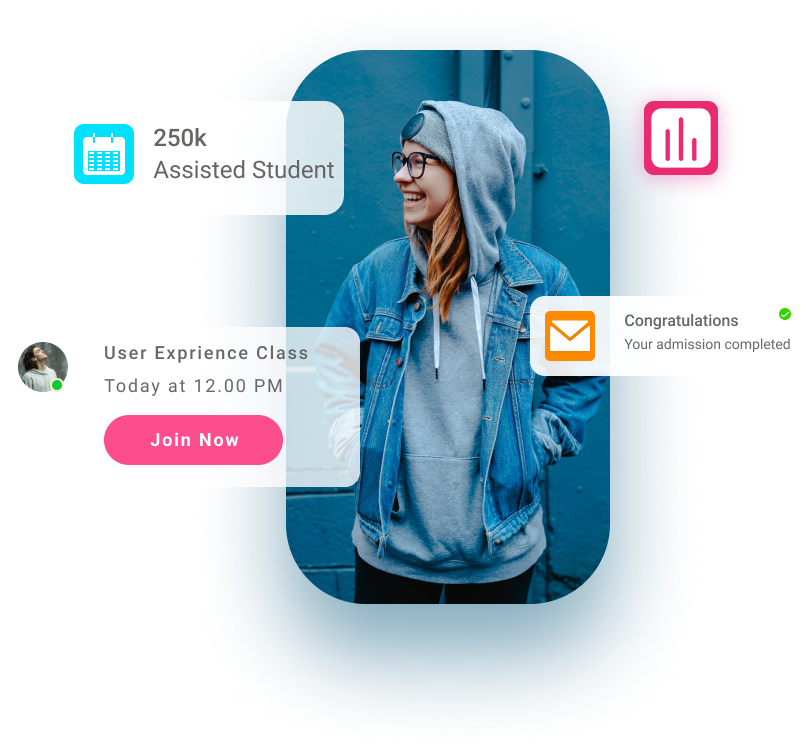 250k
Assisted Student
Congratulations
Your admission completed
User Exprience Class
Today at 12.00 PM
Join Now